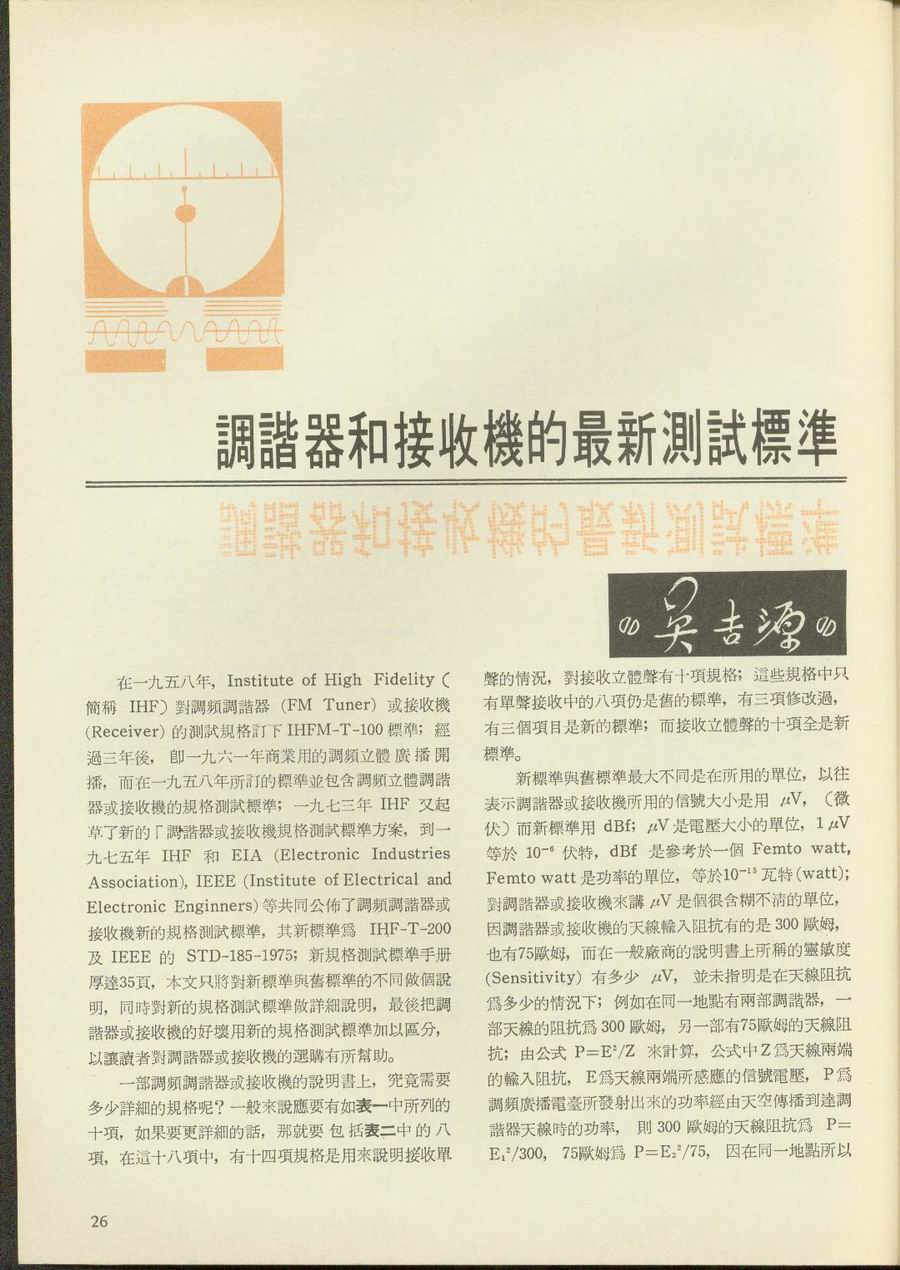 調諧器和接收機的最新測試標準
調諧器和接收機的最新測試標準
吳吉源
在一九五八年, Institute of High Fidelity (
簡稱 IHF) 對調頻調諧器 (FM Tuner) 或接收機
(Receiver) 的測試規格訂下 IHFM-T-100 標準; 經
過三年後, 卽一九六一年商業用的調頻立體廣播開
播, 而在一九五八年所訂的標準並包含調頻立體調諧
器或接收機的規格測試標準; 一九七三年 IHF 又起
草了新的「調諧器或接收機規格測試標準方案, 到一
九七五年 IHF 和 EIA (Electronic Industries
Association), IEEE (Institute of Electrical and
Electronic Enginners) 等共同公佈了調頻調諧器或
接收機新的規格測試標準, 其新標準爲 IHF-T-200
及 IEEE 的 STD-185-1975; 新規格測試標準手册
厚達35頁, 本文只將對新標準與舊標準的不同做個說
明, 同時對新的規格測試標準做詳細說明, 最後把調
諧器或接收機的好壞用新的規格測試標準加以區分,
以讓讀者對調諧器或接收機的選購有所幫助。
一部調頻調諧器或接收機的說明書上, 究竟需要
多少詳細的規格呢? 一般來說應要有如表一中所列的
十項, 如果要更詳細的話, 那就要包括表二中的八
項, 在這十八項中, 有十四項規格是用來說明接收單
聲的情況, 對接收立體聲有十項規格; 這些規格中只
有單聲接收中的八項仍是舊的標準, 有三項修改過,
有三個項目是新的標準; 而接收立體聲的十項全是新
標準。
新標準與舊標準最大不同是在所用的單位, 以往
表示調諧器或接收機所用的信號大小是用 μV, (微
伏) 而新標準用 dBf; μV 是電壓大小的單位, 1 μV
等於 10⁻⁶ 伏特, dBf 是參考於一個 Femto watt,
Femto watt 是功率的單位, 等於10⁻¹⁵ 瓦特 (watt);
對調諧器或接收機來講 μV 是個很含糊不清的單位,
因調諧器或接收機的天線輸入阻抗有的是 300 歐姆,
也有75歐姆, 而在一般廠商的說明書上所稱的靈敏度
(Sensitivity) 有多少 μV, 並未指明是在天線阻抗
爲多少的情況下; 例如在同一地點有兩部調諧器, 一
部天線的阻抗爲 300 歐姆, 另一部有75歐姆的天線阻
抗; 由公式 P=E²/Z 來計算, 公式中Z爲天線兩端
的輸入阻抗, E爲天線兩端所感應的信號電壓, P爲
調頻廣播電臺所發射出來的功率經由天空傳播到達調
諧器天線時的功率, 則 300 歐姆的天線阻抗爲 P=
E₁²/300, 75歐姆爲 P=E₂²/75, 因在同一地點所以
26